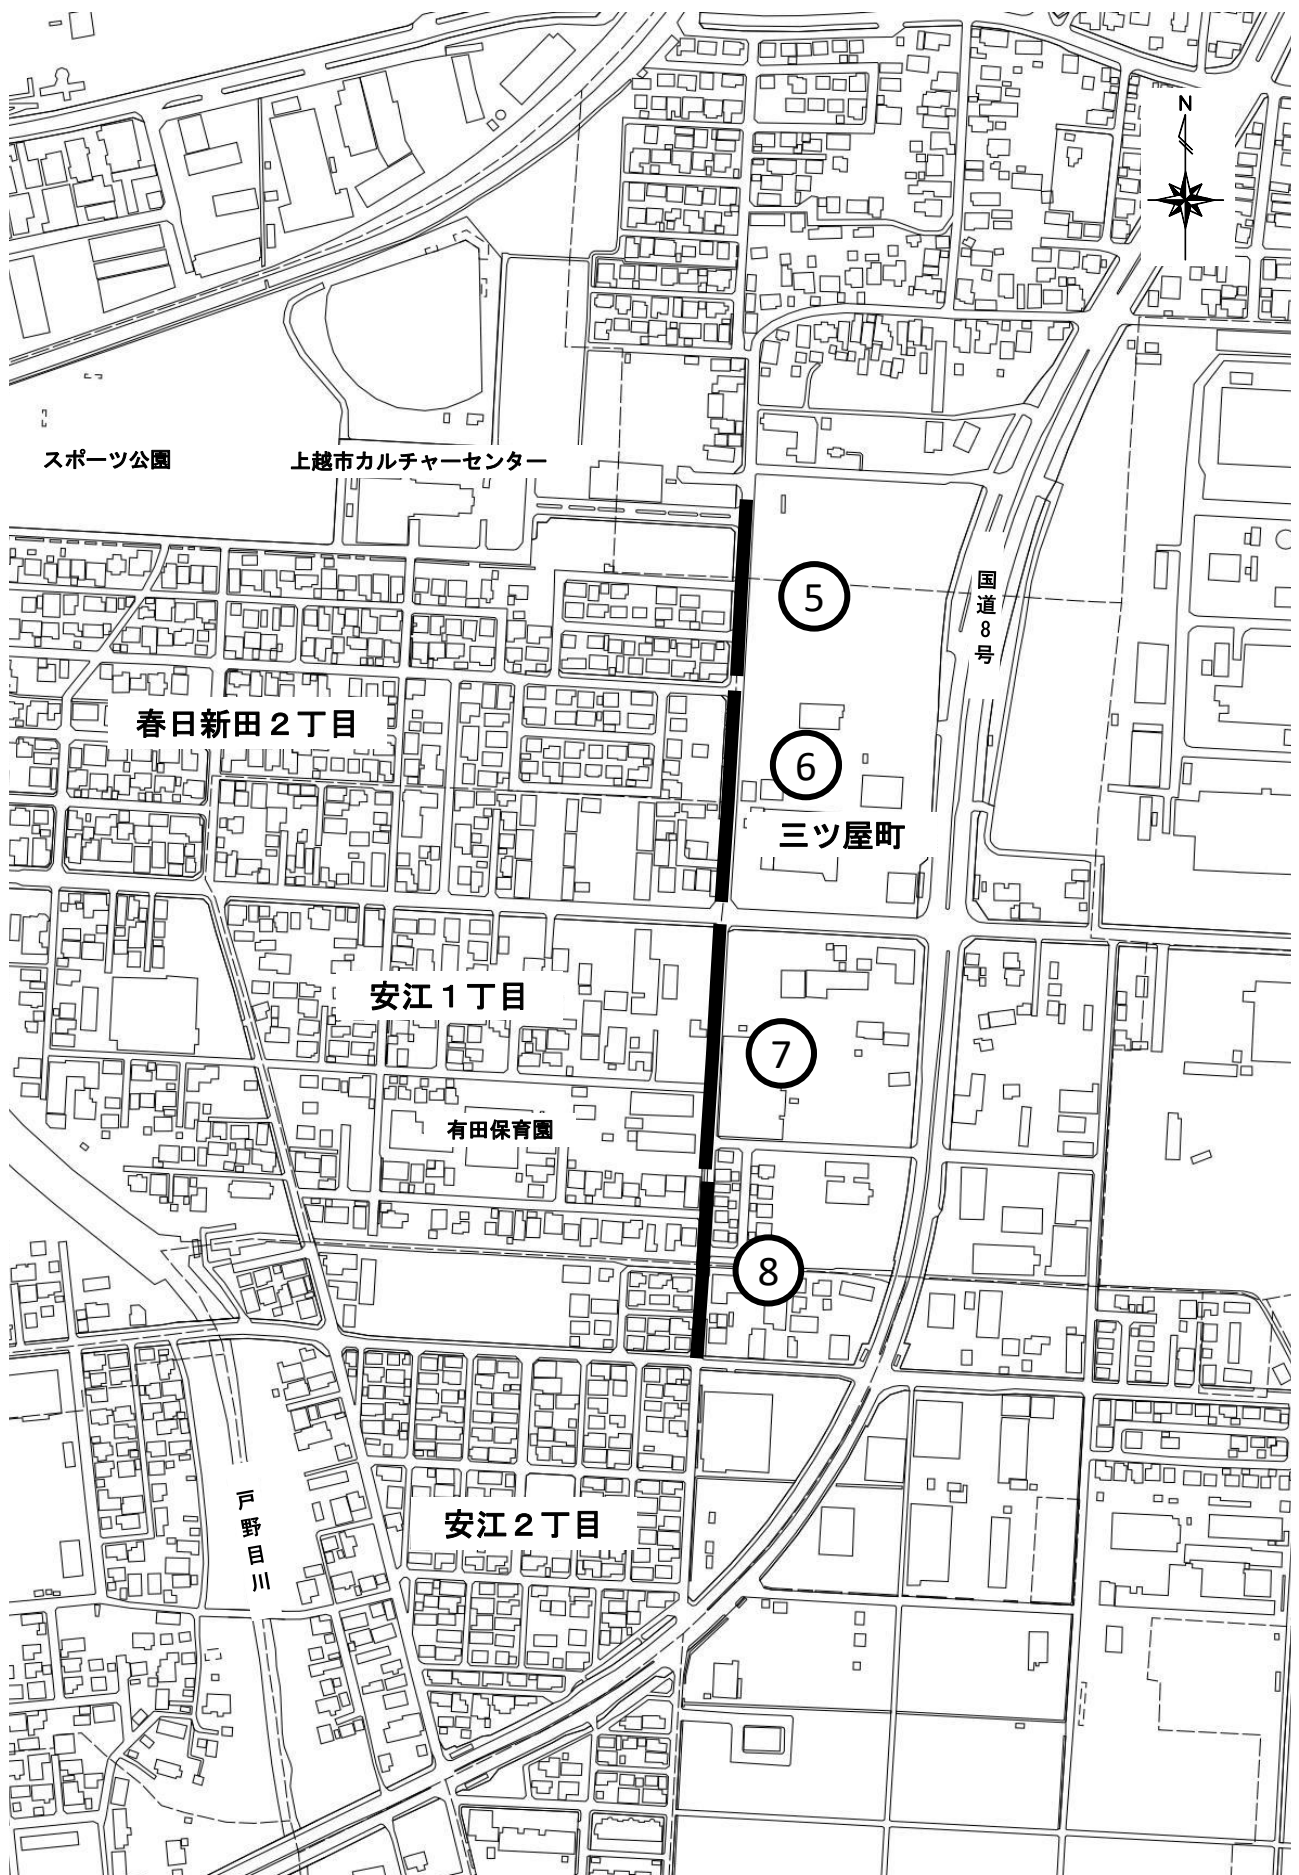 N
スポーツ公園
上越市カルチャーセンター
⑤
国道8号
春日新田２丁目
⑥
三ツ屋町
安江１丁目
⑦
有田保育園
⑧
戸野目川
安江２丁目